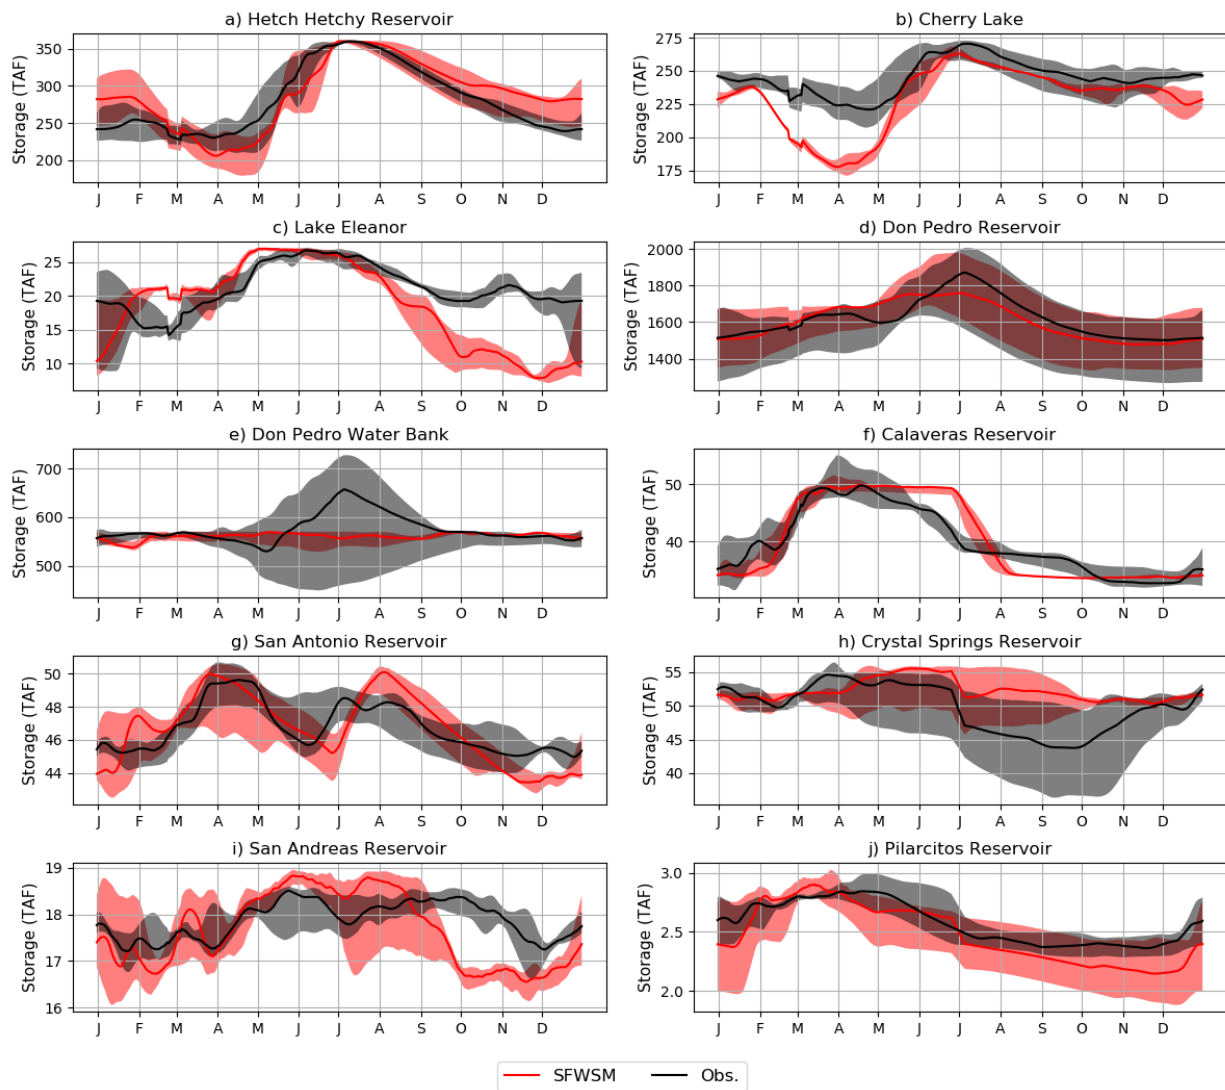 a) Hetch Hetchy Reservoir
b) Cherry Lake
Storage (TAF)
350
300
250
200
J F M A M J J A S O N D
Storage (TAF)
275
250
225
200
175
J F M A M J J A S O N D
c) Lake Eleanor
d) Don Pedro Reservoir
Storage (TAF)
25
20
15
10
J F M A M J J A S O N D
Storage (TAF)
2000
1800
1600
1400
J F M A M J J A S O N D
e) Don Pedro Water Bank
f) Calaveras Reservoir
Storage (TAF)
700
600
500
J F M A M J J A S O N D
Storage (TAF)
50
40
J F M A M J J A S O N D
g) San Antonio Reservoir
h) Crystal Springs Reservoir
Storage (TAF)
50
48
46
44
J F M A M J J A S O N D
Storage (TAF)
55
50
45
40
J F M A M J J A S O N D
i) San Andreas Reservoir
j) Pilarcitos Reservoir
Storage (TAF)
19
18
17
16
J F M A M J J A S O N D
Storage (TAF)
3.0
2.5
2.0
J F M A M J J A S O N D
SFWSM Obs.